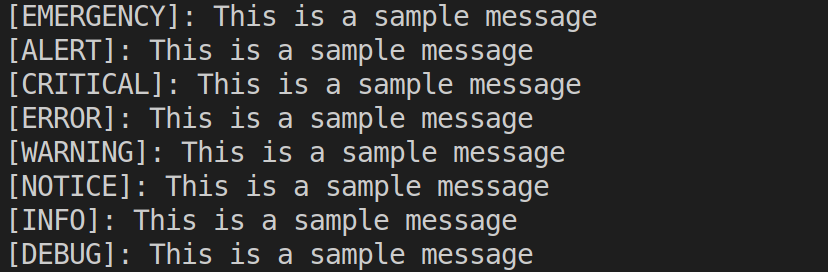 [EMERGENCY]: This is a sample message
[ALERT]: This is a sample message
[CRITICAL]: This is a sample message
[ERROR]: This is a sample message
[WARNING]: This is a sample message
[NOTICE]: This is a sample message
[INFO]: This is a sample message
[DEBUG]: This is a sample message